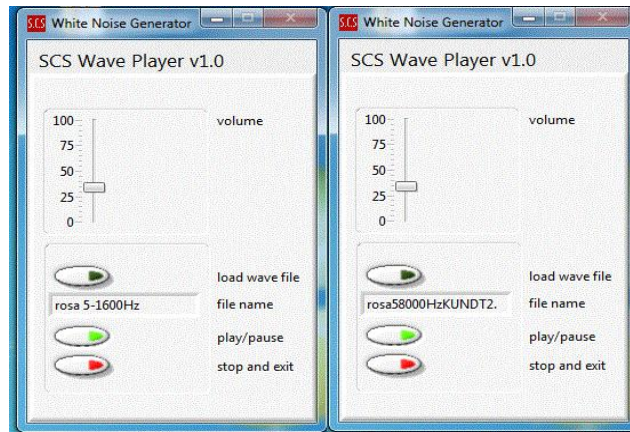 SCS White Noise Generator
SCS Wave Player v1.0
100
75
50
25
0
volume
load wave file
rosa 5-1600Hz
file name
play/pause
stop and exit
SCS White Noise Generator
SCS Wave Player v1.0
100
75
50
25
0
volume
load wave file
rosa58000HzKUNDT2.
file name
play/pause
stop and exit